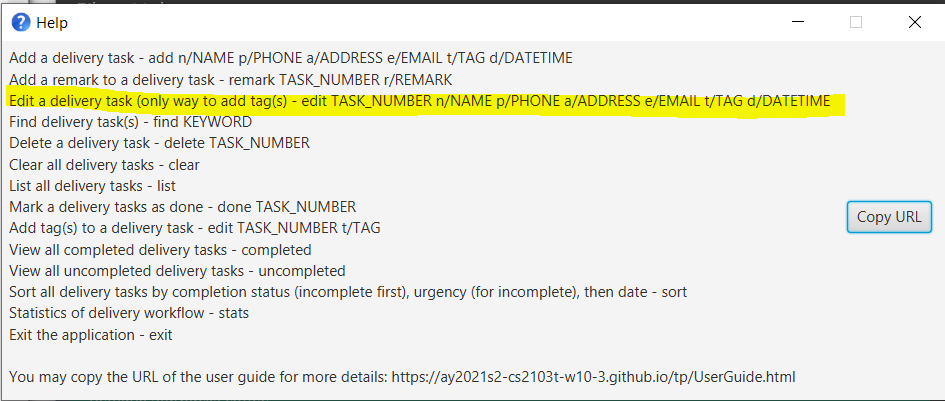 Help
Add a delivery task - add n/NAME p/PHONE a/ADDRESS e/EMAIL t/TAG d/DATETIME
Add a remark to a delivery task - remark TASK_NUMBER r/REMARK
Edit a delivery task (only way to add tag(s) - edit TASK_NUMBER n/NAME p/PHONE a/ADDRESS e/EMAIL t/TAG d/DATETIME
Find delivery task(s) - find KEYWORD
Delete a delivery task - delete TASK_NUMBER
Clear all delivery tasks - clear
List all delivery tasks - list
Mark a delivery tasks as done - done TASK_NUMBER
Copy URL
Add tag(s) to a delivery task - edit TASK_NUMBER t/TAG
View all completed delivery tasks - completed
View all uncompleted delivery tasks - uncompleted
Sort all delivery tasks by completion status (incomplete first), urgency (for incomplete), then date - sort
Statistics of delivery workflow - stats
Exit the application - exit
You may copy the URL of the user guide for more details: https://ay2021s2-cs2103t-w10-3.github.io/tp/UserGuide.html